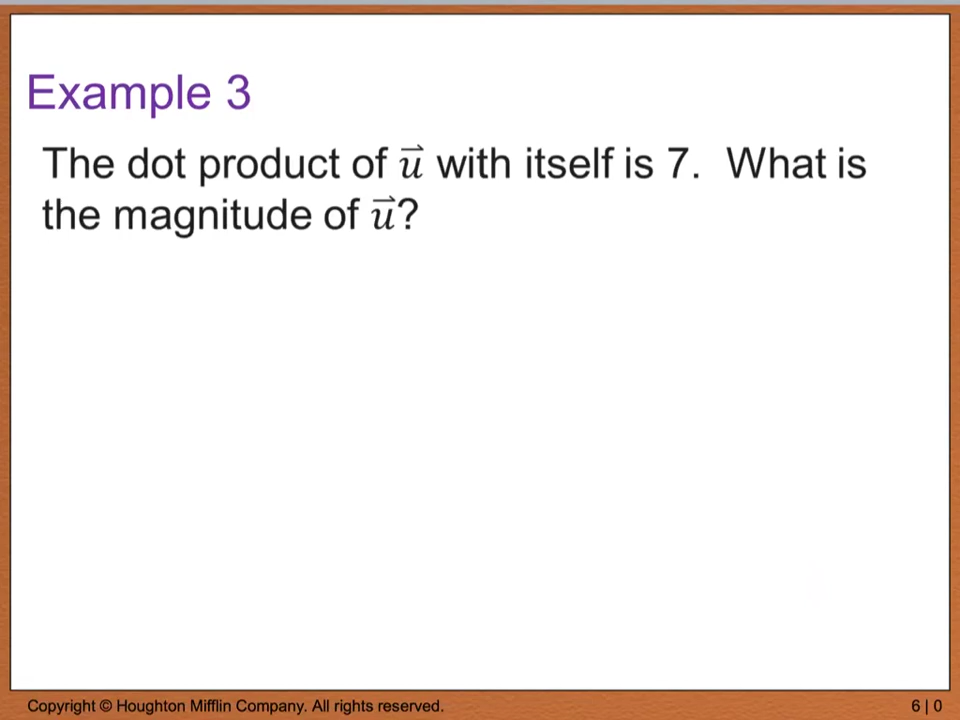 Example 3
The dot product of u⃗ with itself is 7.  What is
the magnitude of u⃗?
Copyright © Houghton Mifflin Company. All rights reserved.
6 | 0